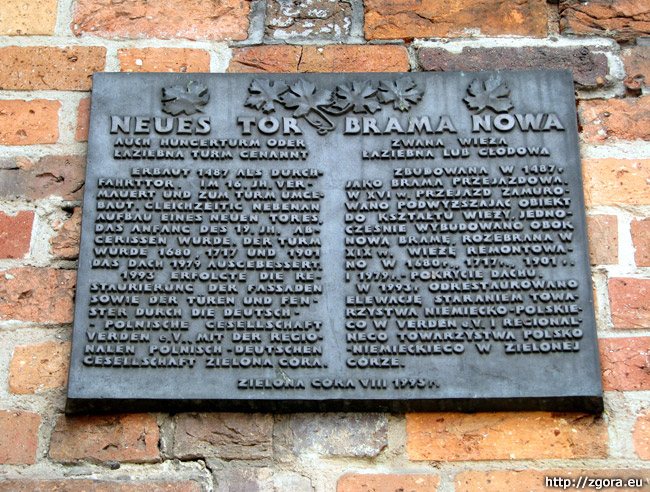 NEUES TOR
AUCH HUNGERTURM ODER
ŁAZIEBNA TURM GENANNT
ERBAUT 1487 ALS DURCH-
FAHRTTOR. IM 16 JH. VER-
MAUERT UND ZUM TURM UMGE-
BAUT, GLEICHZEITIG NEBENAN
AUFBAU EINES NEUEN TORES,
DAS ANFANG DES 19. JH. AB-
GERISSEN WURDE, DER TURM
WURDE 1680, 1717 UND 1901
DAS DACH 1979 AUSGEBESSERT.
1993 ERFOLGTE DIE RE-
STAURIERUNG DER FASSADEN
SOWIE DER TÜREN UND FEN-
STER DURCH DIE DEUTSCH-
- POLNISCHE GESELLSCHAFT
VERDEN e.V. MIT DER REGIO-
NALEN POLNISCH-DEUTSCHEN
GESELLSCHAFT ZIELONA GÓRA.
BRAMA NOWA
ZWANA WIEŻĄ
ŁAZIEBNĄ LUB GŁODOWĄ
ZBUDOWANA W 1487r.
JAKO BRAMA PRZEJAZDOWA.
W XVI w. PRZEJAZD ZAMURO-
WANO PODWYŻSZAJĄC OBIEKT
DO KSZTAŁTU WIEŻY, JEDNO-
CZEŚNIE WYBUDOWANO OBOK
NOWĄ BRAMĘ, ROZEBRANĄ W
XIX w. WIEŻĘ REMONTOWA-
NO W 1680r. 1717r. 1901r.
1979r. POKRYCIE DACHU
W 1993r. ODRESTAUROWANO
ELEWACJE STARANIEM TOWA-
RZYSTWA NIEMIECKO-POLSKIE-
GO W VERDEN e.V. I REGIONAL-
NEGO TOWARZYSTWA POLSKO
-NIEMIECKIEGO W ZIELONEJ
GÓRZE.
ZIELONA GÓRA VIII 1995r.
http://zgora.eu